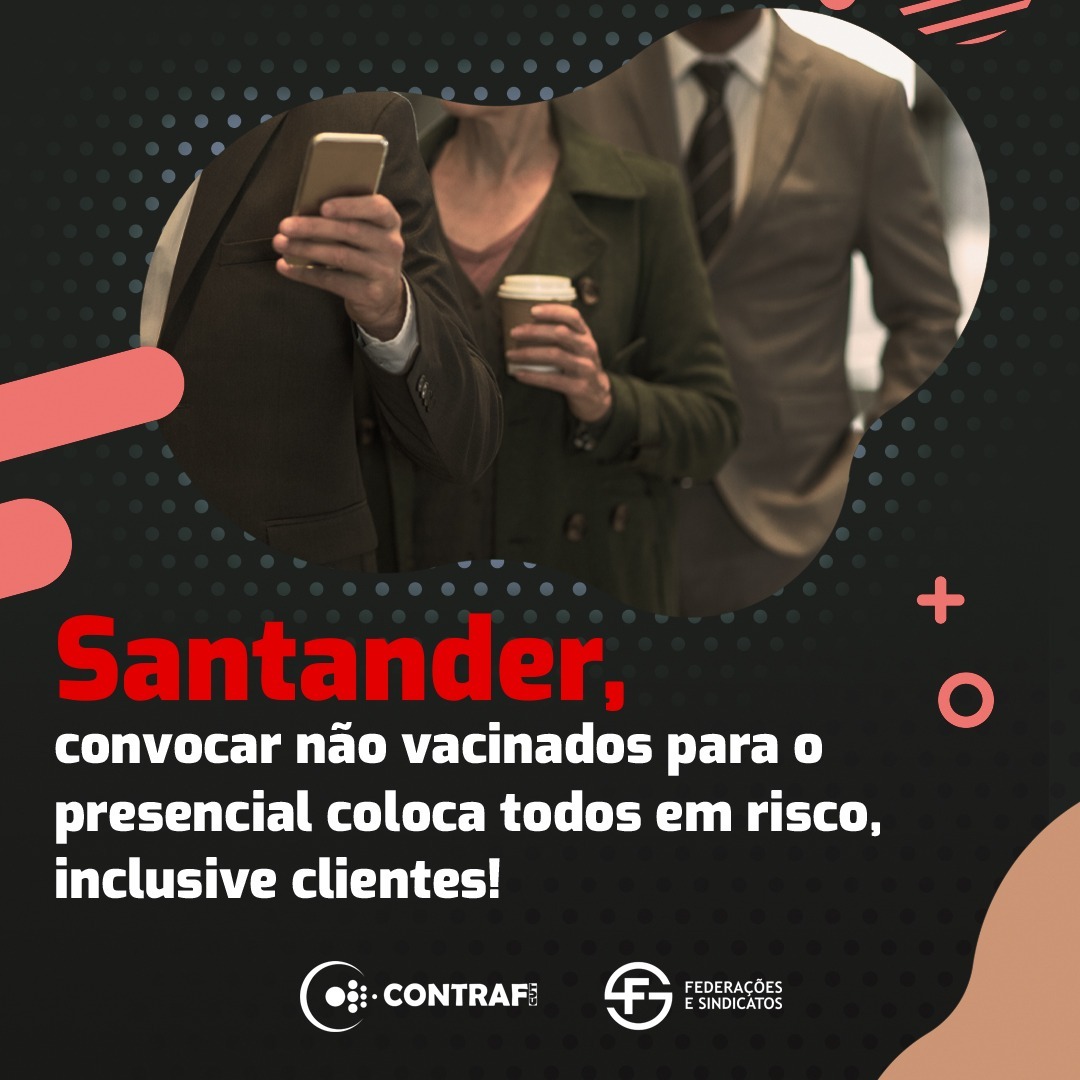 Santander,
convocar não vacinados para o
presencial coloca todos em risco,
inclusive clientes!
CONTRAF CUT
FEDERAÇÕES
E SINDICATOS